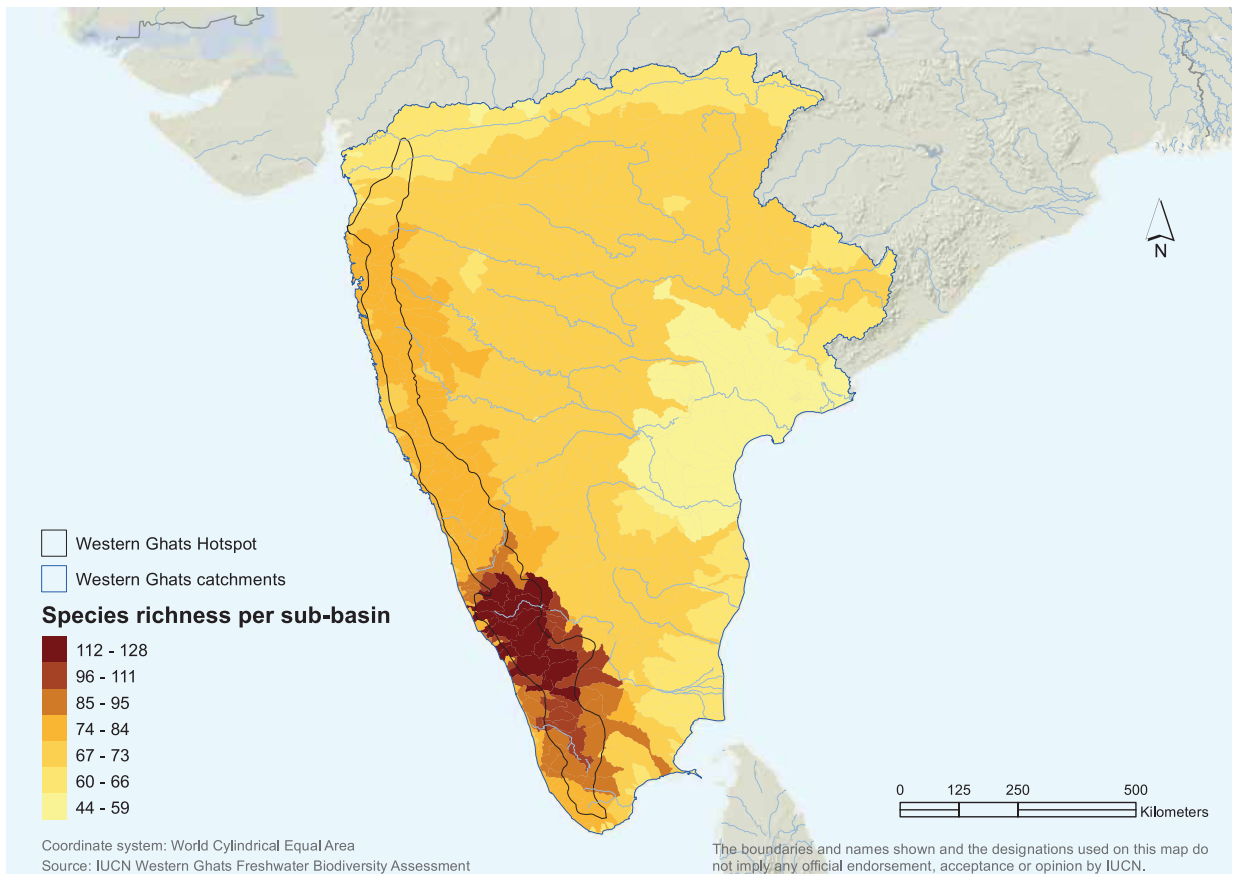 N
Western Ghats Hotspot
Western Ghats catchments
Species richness per sub-basin
112 - 128
96 - 111
85 - 95
74 - 84
67 - 73
60 - 66
44 - 59
0 125 250 500
Kilometers
Coordinate system: World Cylindrical Equal Area
Source: IUCN Western Ghats Freshwater Biodiversity Assessment
The boundaries and names shown and the designations used on this map do
not imply any official endorsement, acceptance or opinion by IUCN.